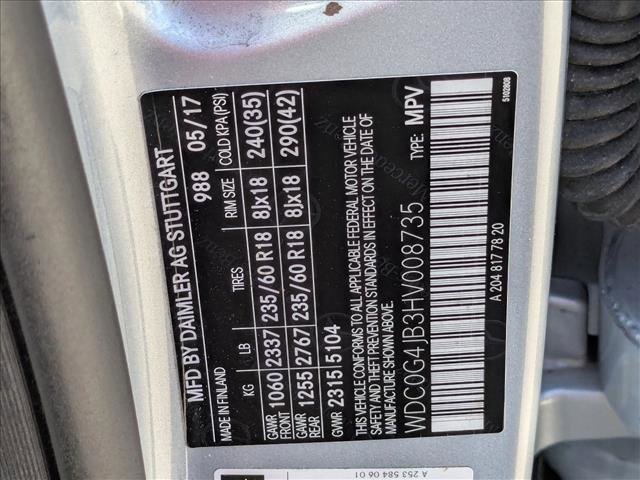 MFD BY DAIMLER AG STUTTGART
MADE IN FINLAND 988 05/17
KG LB TIRES RIM SIZE COLD KPA (PSI)
GAWR FRONT 1060 2337 235/60 R18 8Jx18 240(35)
GAWR REAR 1255 2767 235/60 R18 8Jx18 290(42)
GVWR 2315 5104
THIS VEHICLE CONFORMS TO ALL APPLICABLE FEDERAL MOTOR VEHICLE
SAFETY AND THEFT PREVENTION STANDARDS IN EFFECT ON THE DATE OF
MANUFACTURE SHOWN ABOVE.
WDC0G4JB3HV008735 TYPE: MPV
A 204 817 78 20
5102808
A 253 584 06 01